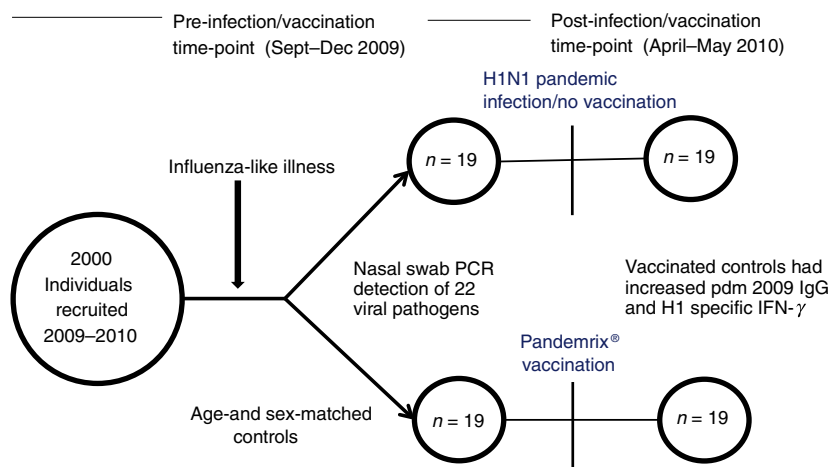 Pre-infection/vaccination
time-point (Sept–Dec 2009)
Post-infection/vaccination
time-point (April–May 2010)
H1N1 pandemic
infection/no vaccination
n = 19
n = 19
Influenza-like illness
2000
Individuals
recruited
2009–2010
Nasal swab PCR
detection of 22
viral pathogens
Vaccinated controls had
increased pdm 2009 IgG
and H1 specific IFN-γ
Pandemrix®
vaccination
Age-and sex-matched
controls
n = 19
n = 19